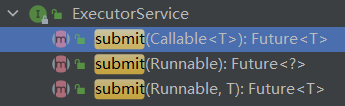 ExecutorService
submit(Callable<T>): Future<T>
submit(Runnable): Future<?>
submit(Runnable, T): Future<T>